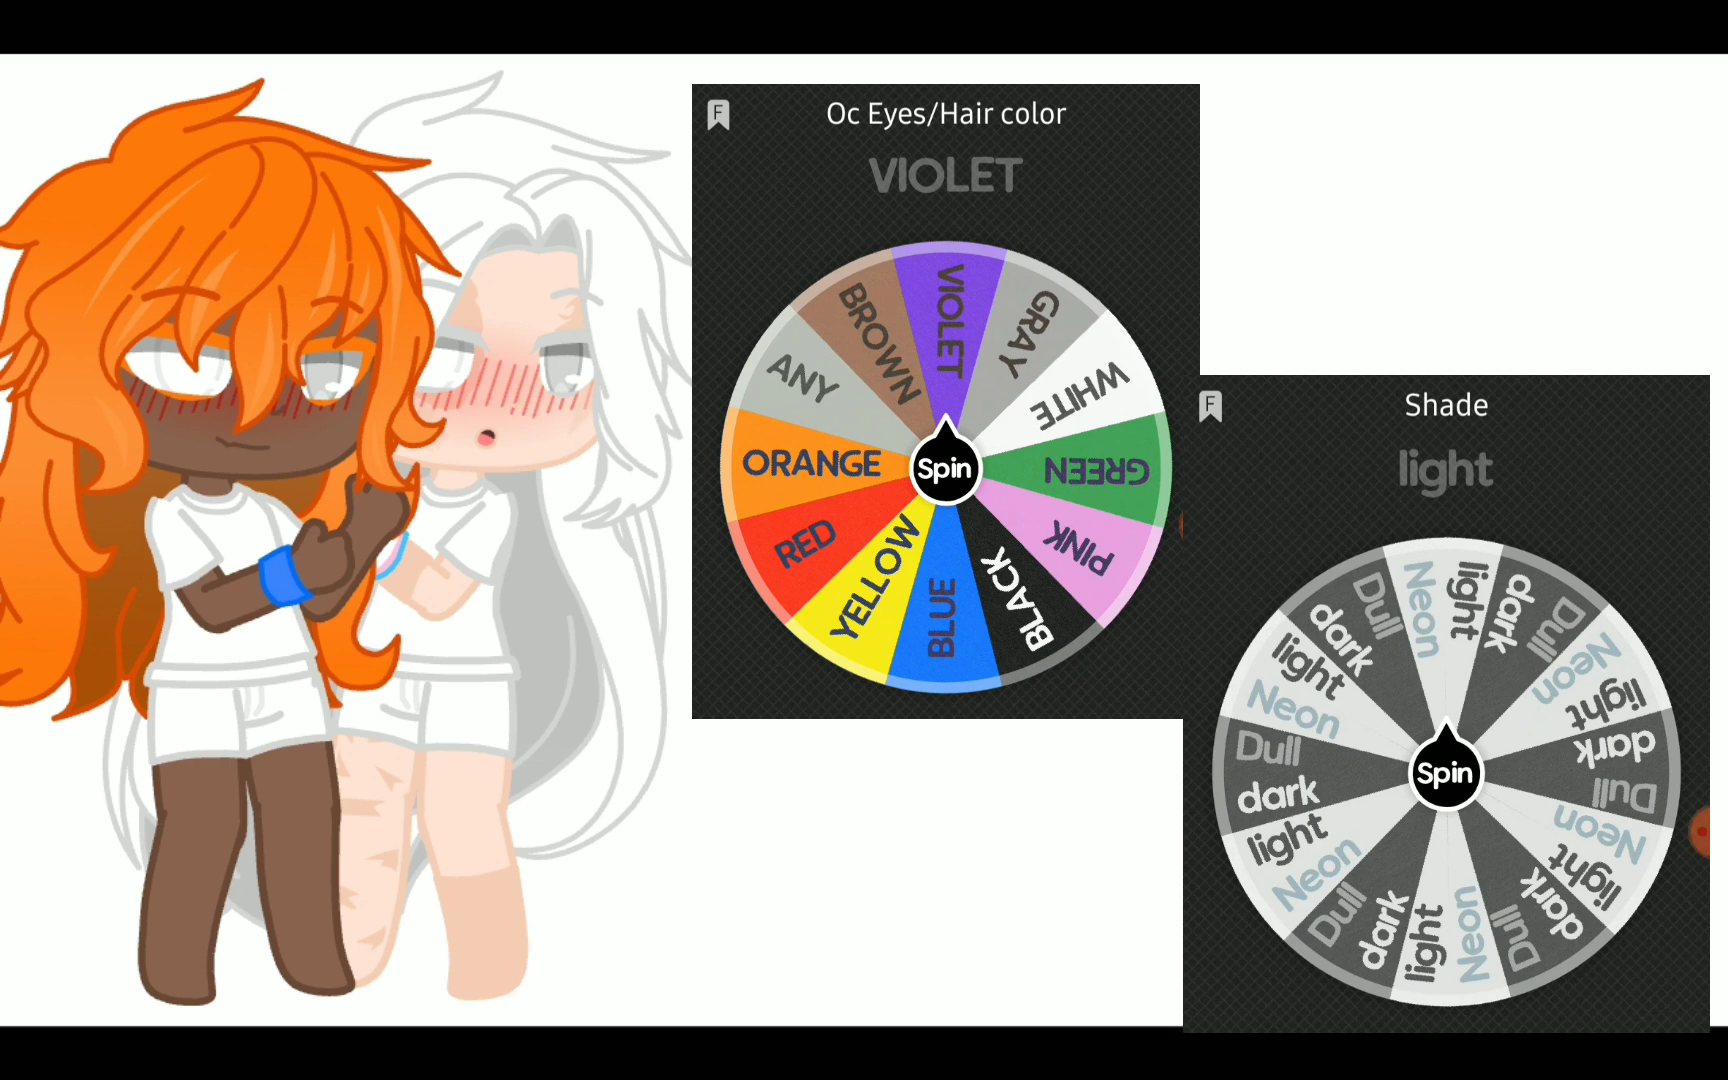 F
Oc Eyes/Hair color
VIOLET
VIOLET
GRAY
WHITE
GREEN
PINK
BLACK
BLUE
YELLOW
RED
ORANGE
ANY
BROWN
Spin
F
Shade
light
Neon
light
dark
Dull
Neon
light
dark
Dull
Neon
light
dark
Dull
Neon
light
dark
Dull
Neon
light
dark
Dull
Neon
light
dark
Dull
Spin